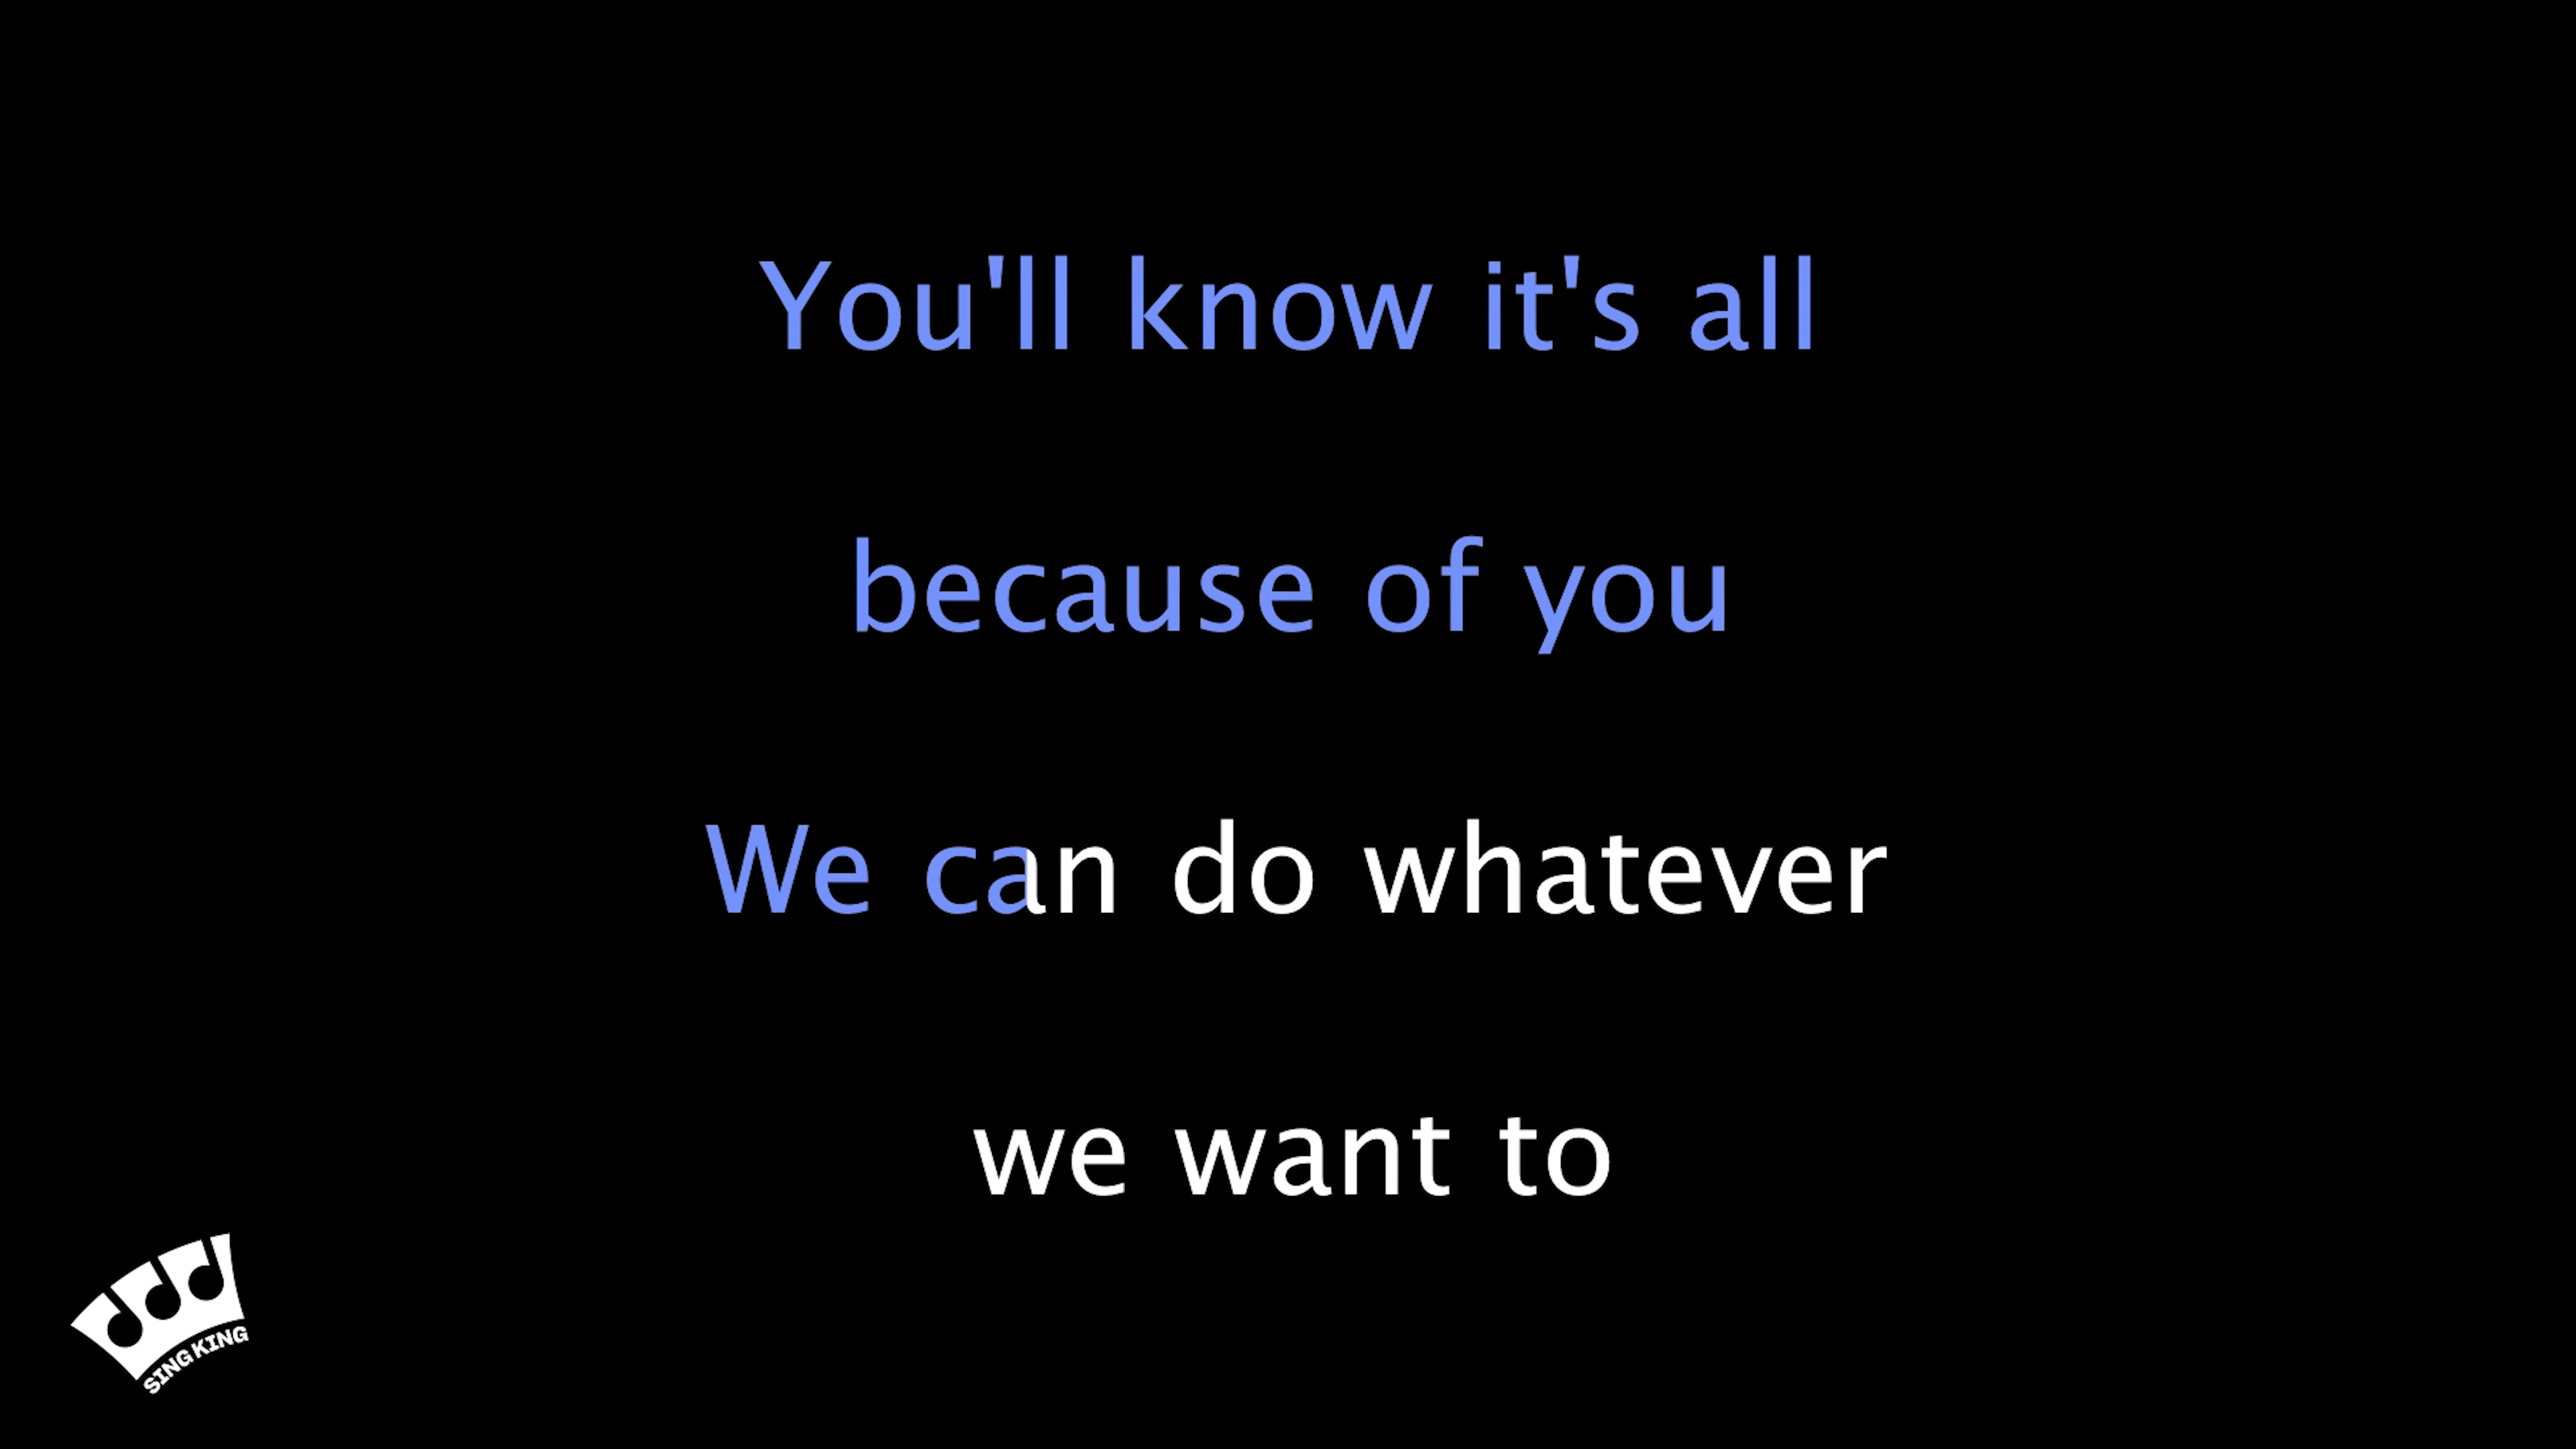 You'll know it's all
because of you
We can do whatever
we want to
SING KING